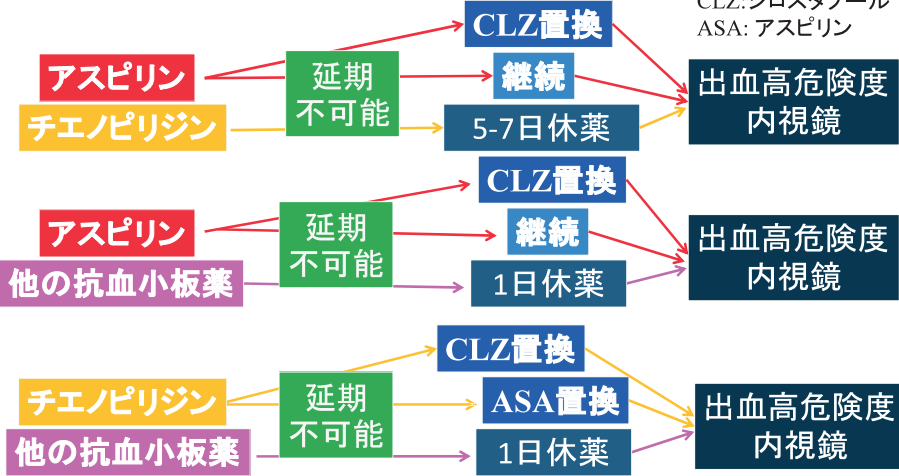 CLZ:シロスタゾール
ASA: アスピリン
CLZ置換
アスピリン
延期
不可能
継続
出血高危険度
内視鏡
チエノピリジン
5-7日休薬
CLZ置換
アスピリン
延期
不可能
継続
出血高危険度
内視鏡
他の抗血小板薬
1日休薬
CLZ置換
チエノピリジン
延期
不可能
ASA置換
出血高危険度
内視鏡
他の抗血小板薬
1日休薬